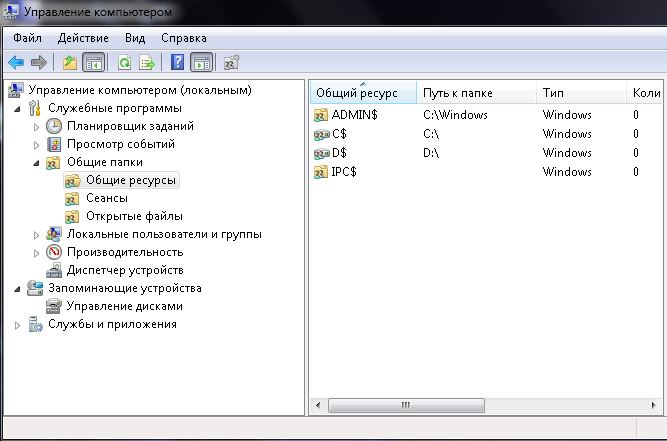 Управление компьютером
Файл Действие Вид Справка
Управление компьютером (локальным)
Служебные программы
Планировщик заданий
Просмотр событий
Общие папки
Общие ресурсы
Сеансы
Открытые файлы
Локальные пользователи и группы
Производительность
Диспетчер устройств
Запоминающие устройства
Управление дисками
Службы и приложения
Общий ресурс Путь к папке Тип Коли
ADMIN$ C:\Windows Windows 0
C$ C:\ Windows 0
D$ D:\ Windows 0
IPC$ Windows 0